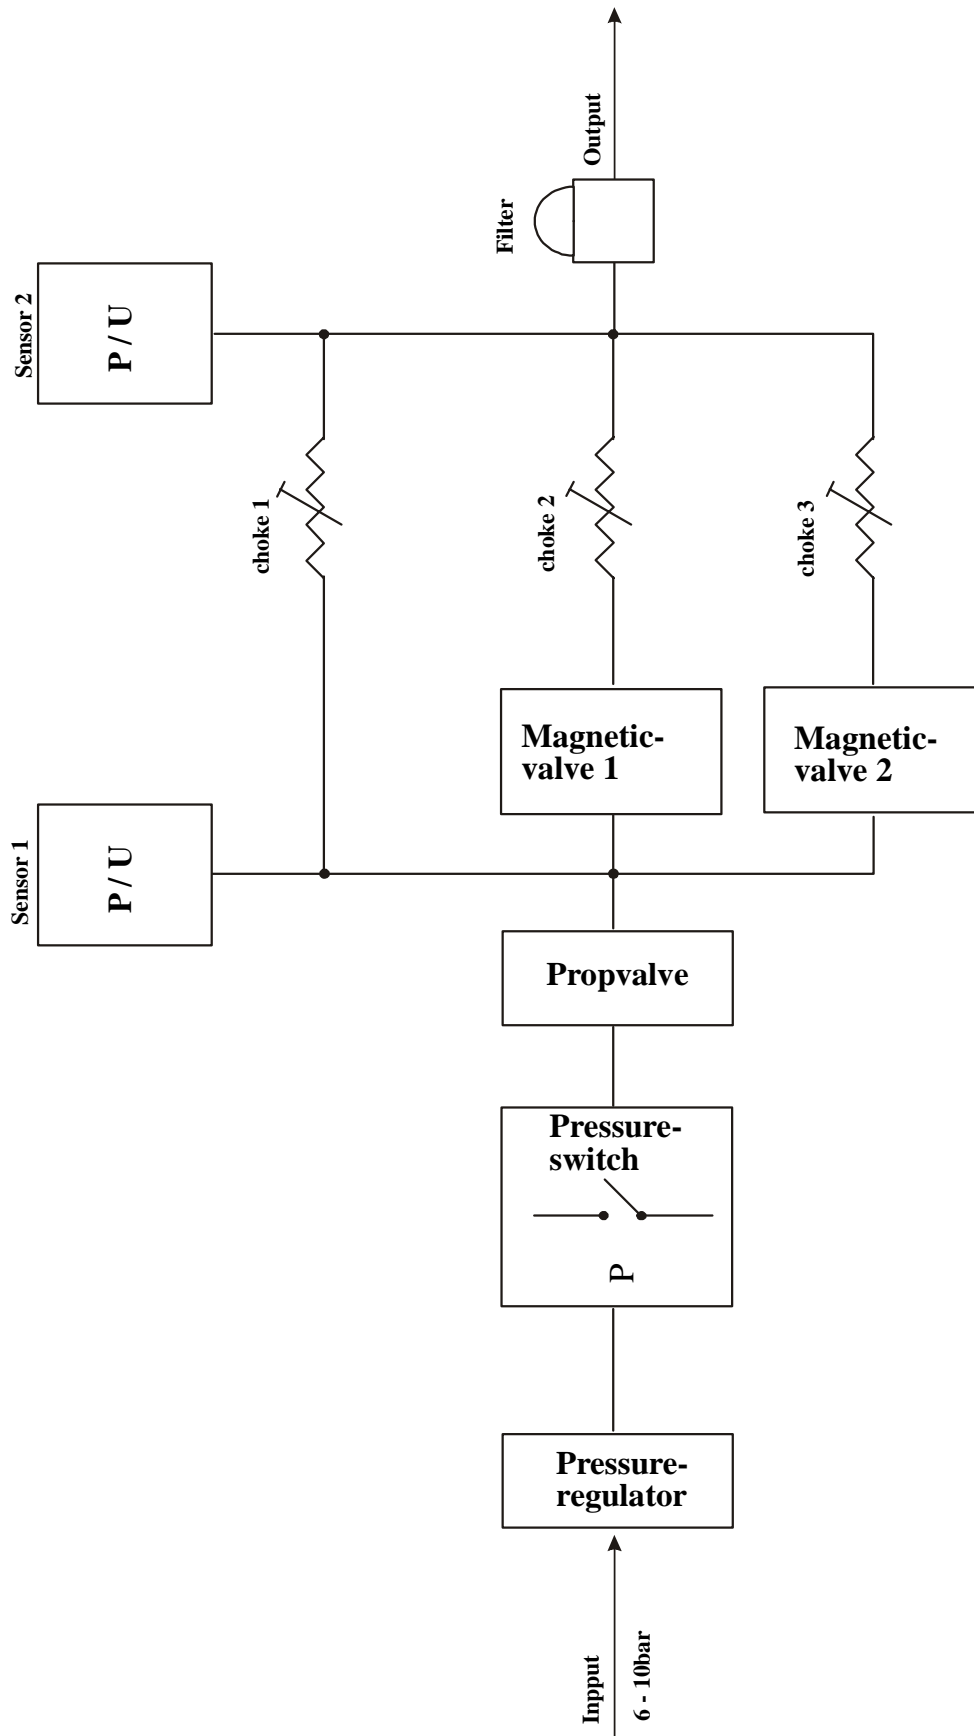 Output
Filter
Sensor 2
P / U
choke 1
choke 2
choke 3
Magnetic-
valve 1
Magnetic-
valve 2
Sensor 1
P / U
Propvalve
Pressure-
switch
P
Pressure-
regulator
Inpput
6 - 10bar